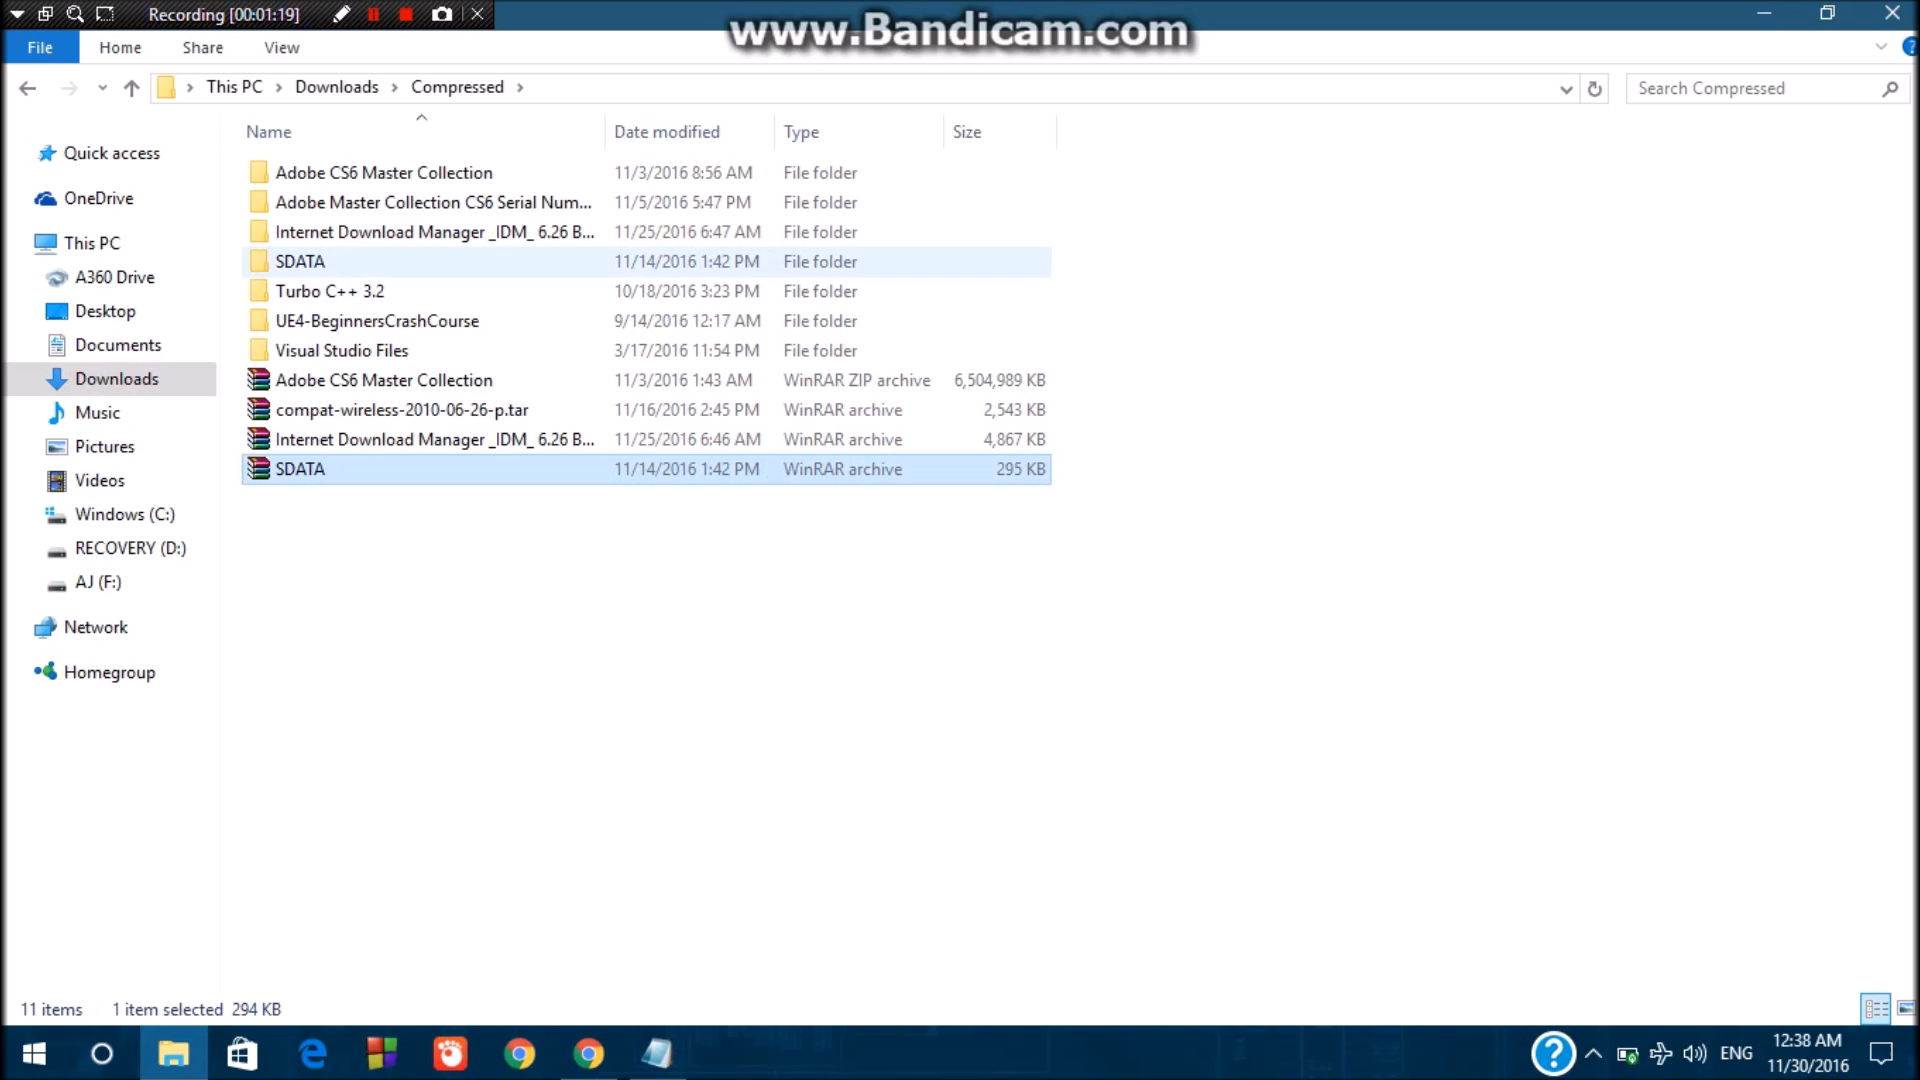 Recording [00:01:19]
www.Bandicam.com
File Home Share View
This PC Downloads Compressed
Search Compressed
Name Date modified Type Size
Quick access
OneDrive
This PC
A360 Drive
Desktop
Documents
Downloads
Music
Pictures
Videos
Windows (C:)
RECOVERY (D:)
AJ (F:)
Network
Homegroup
Adobe CS6 Master Collection 11/3/2016 8:56 AM File folder
Adobe Master Collection CS6 Serial Num... 11/5/2016 5:47 PM File folder
Internet Download Manager _IDM_ 6.26 B... 11/25/2016 6:47 AM File folder
SDATA 11/14/2016 1:42 PM File folder
Turbo C++ 3.2 10/18/2016 3:23 PM File folder
UE4-BeginnersCrashCourse 9/14/2016 12:17 AM File folder
Visual Studio Files 3/17/2016 11:54 PM File folder
Adobe CS6 Master Collection 11/3/2016 1:43 AM WinRAR ZIP archive 6,504,989 KB
compat-wireless-2010-06-26-p.tar 11/16/2016 2:45 PM WinRAR archive 2,543 KB
Internet Download Manager _IDM_ 6.26 B... 11/25/2016 6:46 AM WinRAR archive 4,867 KB
SDATA 11/14/2016 1:42 PM WinRAR archive 295 KB
11 items 1 item selected 294 KB
ENG
12:38 AM
11/30/2016